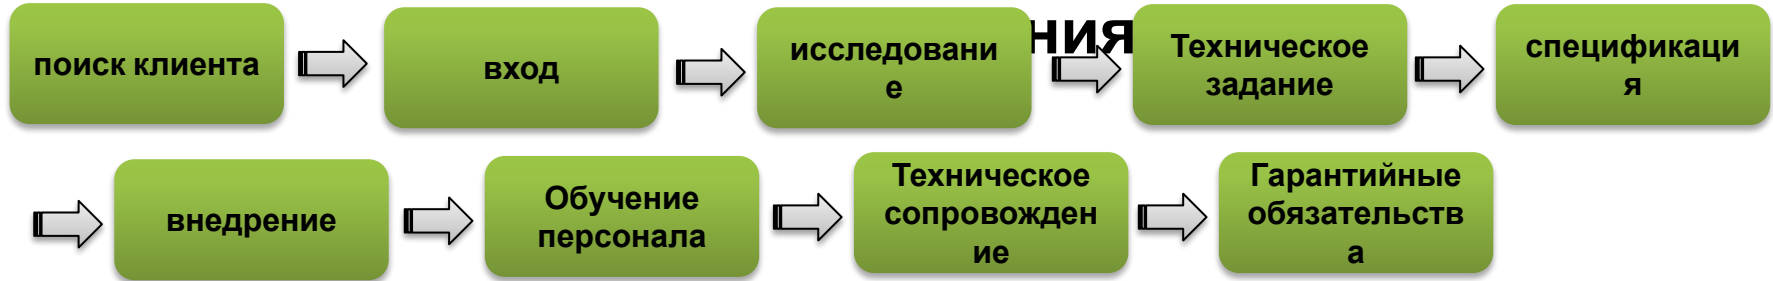 ния
поиск клиента
вход
исследовани
е
Техническое
задание
спецификаци
я
внедрение
Обучение
персонала
Техническое
сопровожден
ие
Гарантийные
обязательств
а